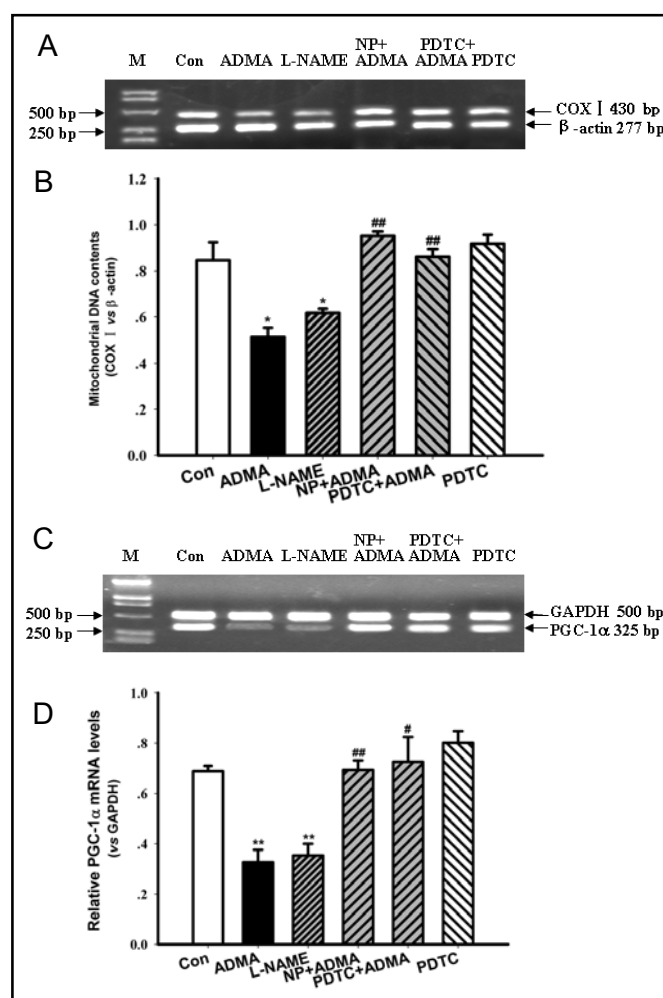 A
M Con ADMA L-NAME NP+ ADMA PDTC+ ADMA PDTC
500 bp
250 bp
COX Ⅰ 430 bp
β -actin 277 bp
B
Mitochondrial DNA contents
(COX Ⅰ vs β -actin)
1.2
1.0
.8
.6
.4
.2
0.0
*
*
##
##
Con
ADMA
L-NAME
NP+ADMA
PDTC+ADMA
PDTC
C
M Con ADMA L-NAME NP+ ADMA PDTC+ ADMA PDTC
500 bp
250 bp
GAPDH 500 bp
PGC-1α 325 bp
D
Relative PGC-1α mRNA levels
(vs GAPDH)
1.0
.8
.6
.4
.2
0.0
**
**
##
#
Con
ADMA
L-NAME
NP+ADMA
PDTC+ADMA
PDTC